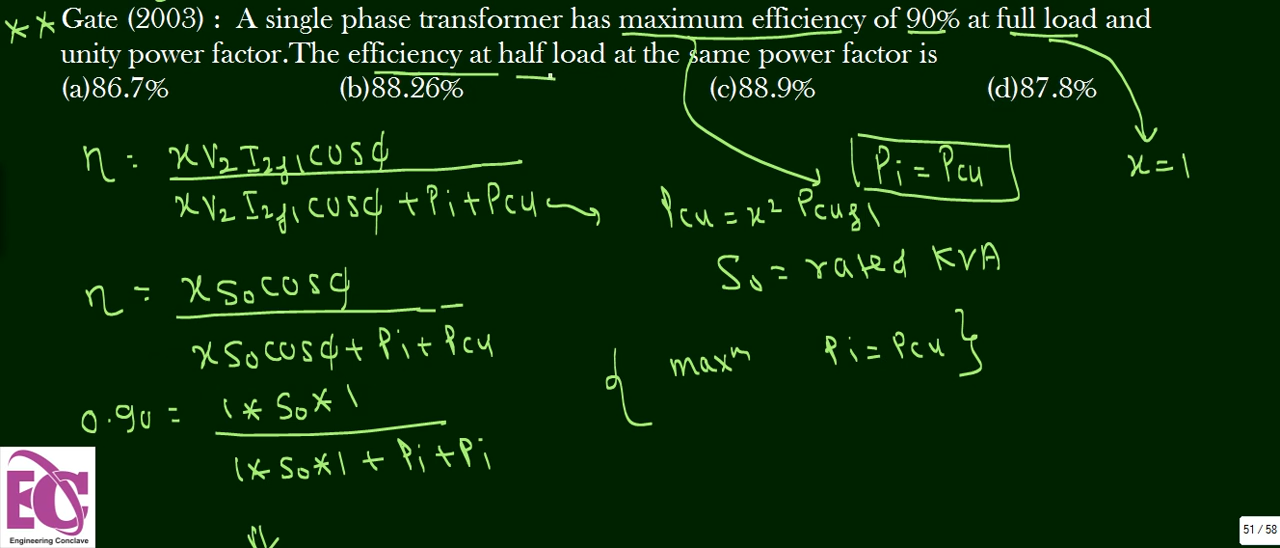 ** Gate (2003) : A single phase transformer has maximum efficiency of 90% at full load and
unity power factor.The efficiency at half load at the same power factor is
(a)86.7% (b)88.26% (c)88.9% (d)87.8%
η = xV₂I₂fl cosϕ / xV₂I₂fl cosϕ + Pi + Pcu
Pi = Pcu
x = 1
Pcu = x² Pcufl
S₀ = rated KVA
η = xS₀cosϕ / xS₀cosϕ + Pi + Pcu
{ maxᵐ Pi = Pcu }
0.90 = 1 * S₀ * 1 / 1 * S₀ * 1 + Pi + Pi
EC
Engineering Conclave
51 / 58